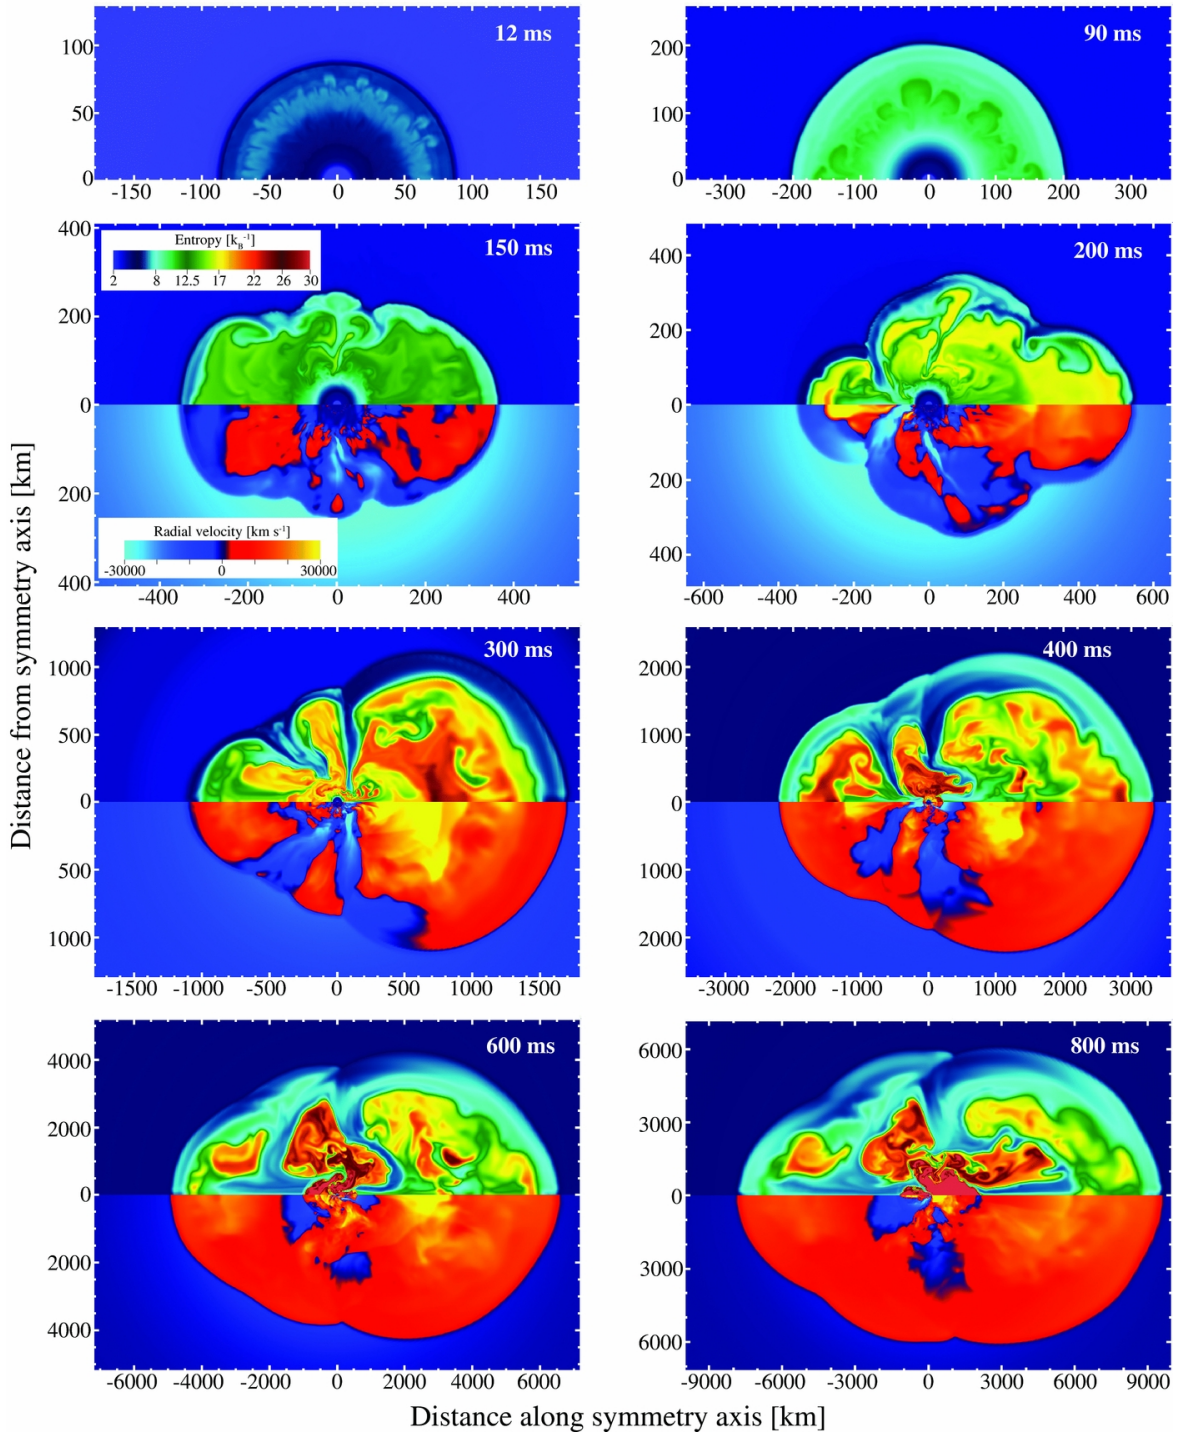 12 ms
100
50
0
-150 -100 -50 0 50 100 150
90 ms
200
150
100
50
0
-300 -200 -100 0 100 200 300
150 ms
Entropy [k_B^-1]
2 8 12.5 17 22 26 30
400
200
0
200
400
Radial velocity [km s^-1]
-30000 0 30000
-400 -200 0 200 400
200 ms
400
200
0
200
400
-600 -400 -200 0 200 400 600
300 ms
1000
500
0
500
1000
-1500 -1000 -500 0 500 1000 1500
400 ms
2000
1000
0
1000
2000
-3000 -2000 -1000 0 1000 2000 3000
600 ms
4000
2000
0
2000
4000
-6000 -4000 -2000 0 2000 4000 6000
800 ms
6000
3000
0
3000
6000
-9000 -6000 -3000 0 3000 6000 9000
Distance from symmetry axis [km]
Distance along symmetry axis [km]